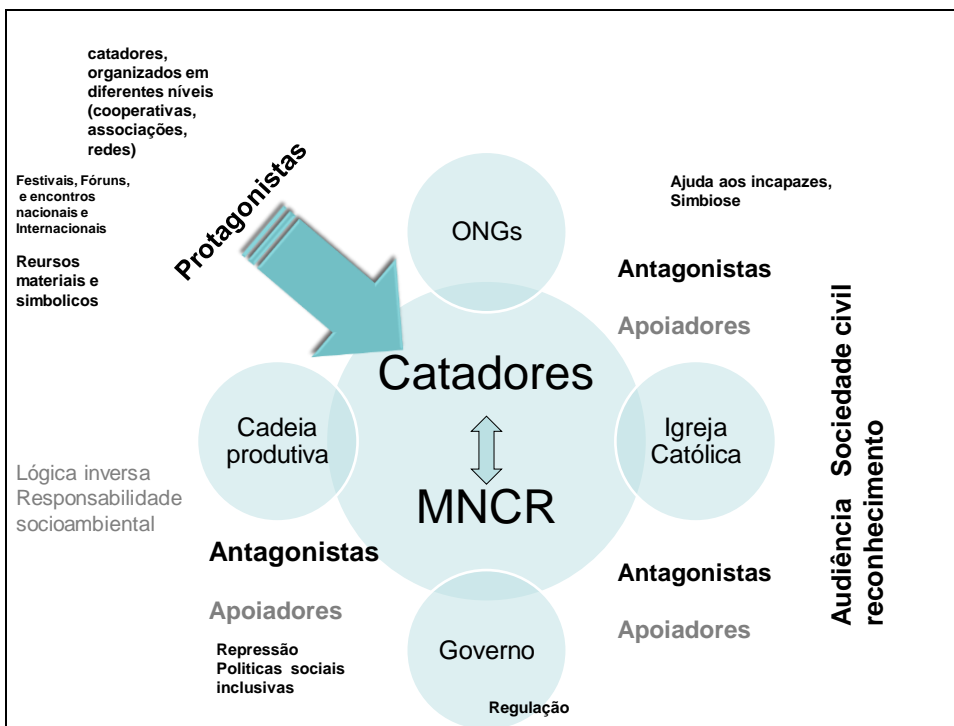 catadores,
organizados em
diferentes níveis
(cooperativas,
associações,
redes)
Festivais, Fóruns,
e encontros
nacionais e
Internacionais
Reursos
materiais e
simbolicos
Protagonistas
ONGs
Ajuda aos incapazes,
Simbiose
Antagonistas
Apoiadores
Catadores
MNCR
Cadeia
produtiva
Igreja
Católica
Audiência Sociedade civil
reconhecimento
Lógica inversa
Responsabilidade
socioambiental
Antagonistas
Apoiadores
Repressão
Politicas sociais
inclusivas
Governo
Regulação
Antagonistas
Apoiadores